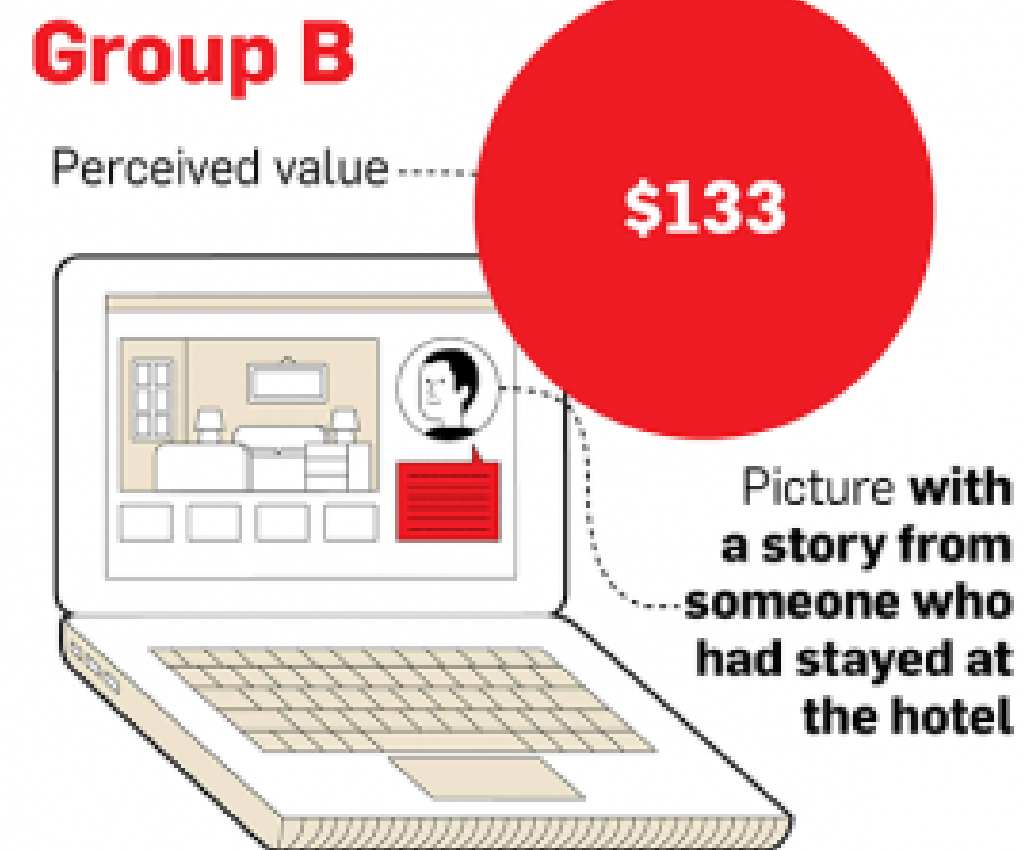 Group B
Perceived value
$133
Picture with
a story from
someone who
had stayed at
the hotel